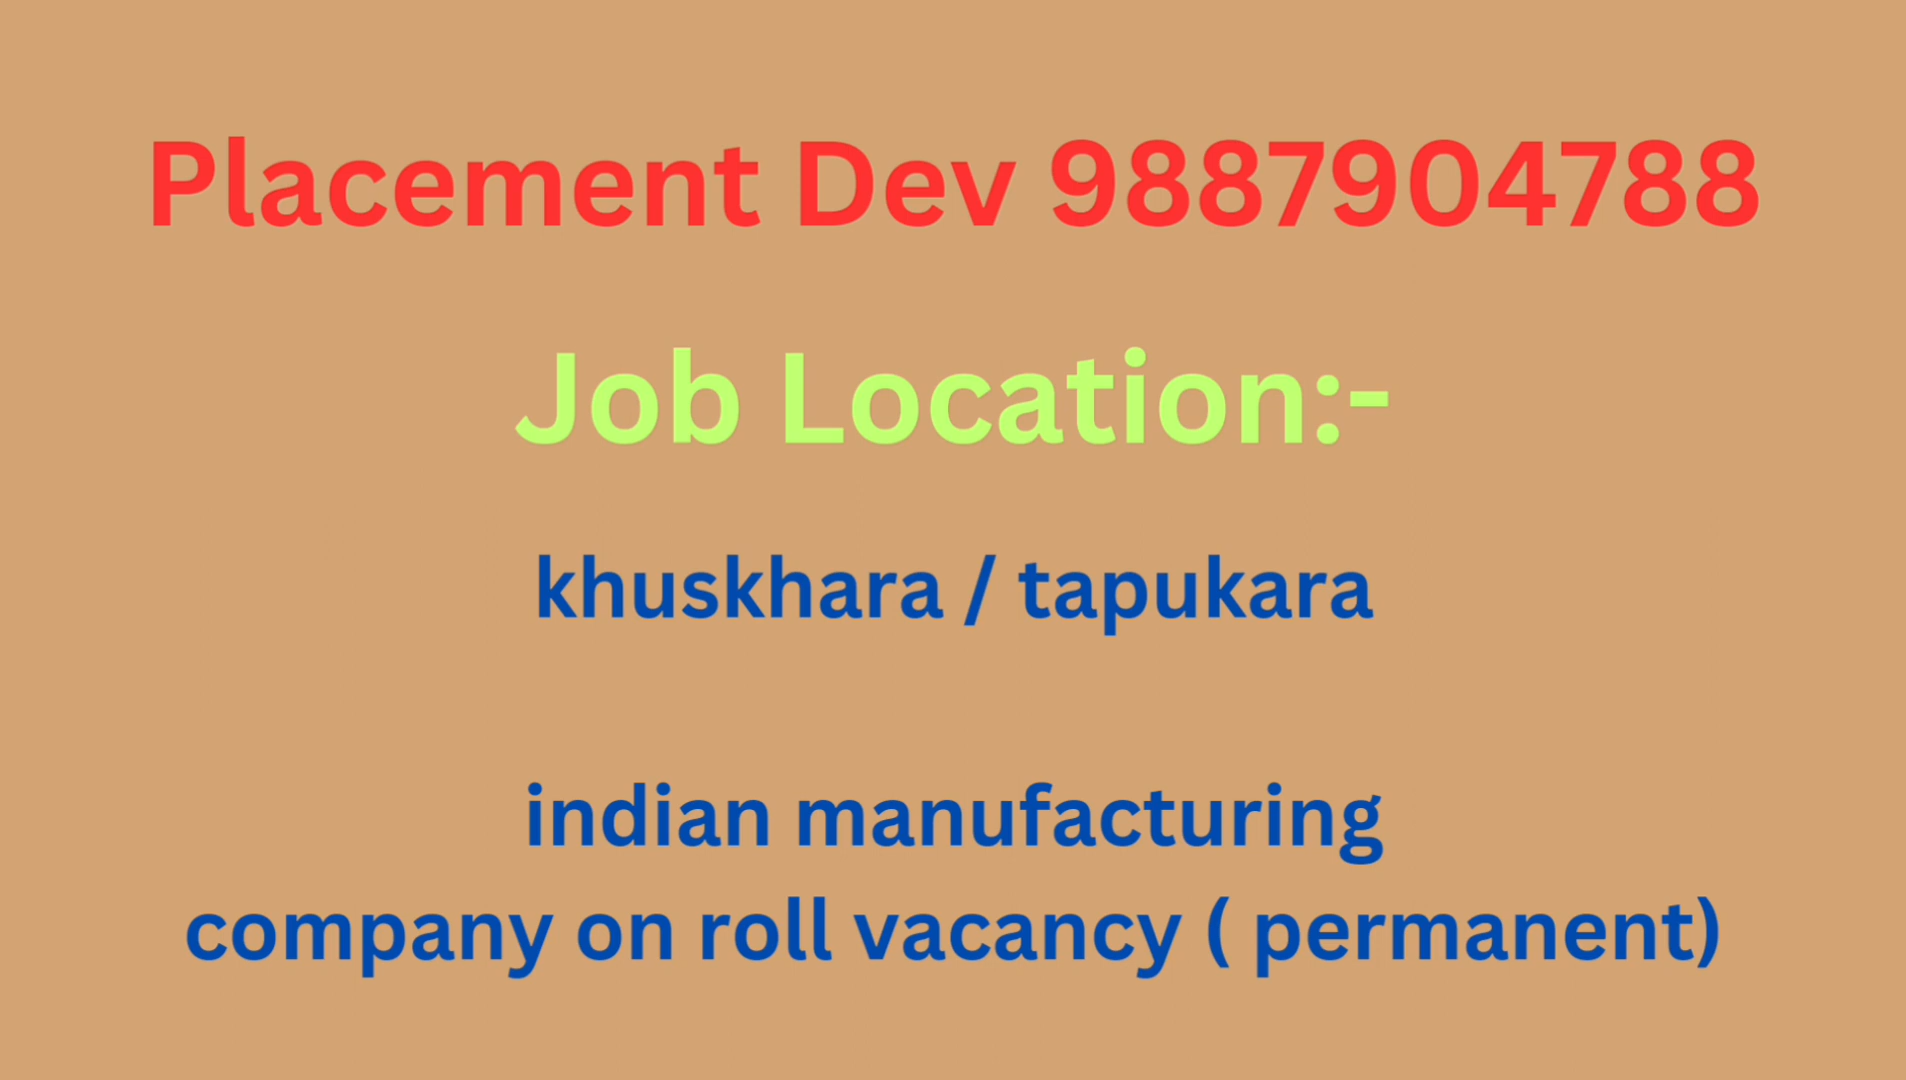 Placement Dev 9887904788
Job Location:-
khuskhara / tapukara
indian manufacturing
company on roll vacancy ( permanent)